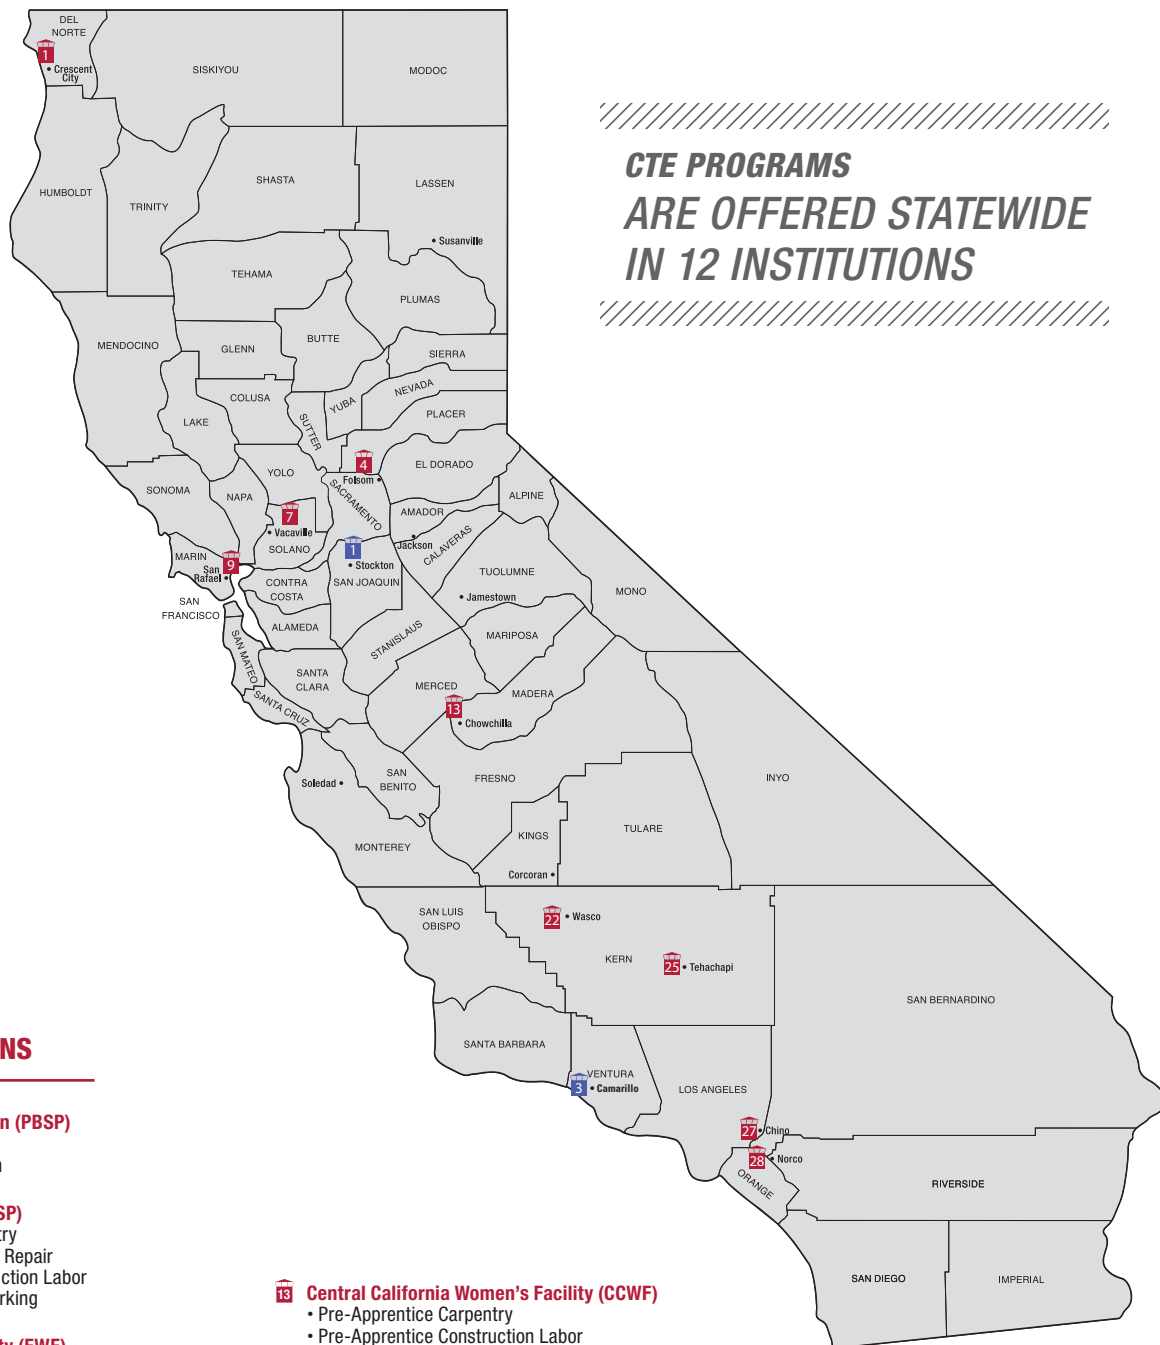 DEL
NORTE
1
Crescent
City
SISKIYOU
MODOC
CTE PROGRAMS
ARE OFFERED STATEWIDE
IN 12 INSTITUTIONS
HUMBOLDT
TRINITY
SHASTA
LASSEN
• Susanville
TEHAMA
PLUMAS
MENDOCINO
GLENN
BUTTE
SIERRA
COLUSA
YUBA
NEVADA
LAKE
SUTTER
PLACER
4
Folsom •
EL DORADO
YOLO
SONOMA
NAPA
SACRAMENTO
ALPINE
7
• Vacaville
AMADOR
Jackson
CALAVERAS
SOLANO
1
• Stockton
MARIN
9
San
Rafael •
CONTRA
COSTA
SAN JOAQUIN
TUOLUMNE
• Jamestown
MONO
SAN
FRANCISCO
ALAMEDA
STANISLAUS
MARIPOSA
SAN MATEO
SANTA
CLARA
MERCED
MADERA
SANTA CRUZ
13
• Chowchilla
Soledad •
SAN
BENITO
FRESNO
INYO
MONTEREY
KINGS
TULARE
Corcoran •
SAN LUIS
OBISPO
22
• Wasco
KERN
25
• Tehachapi
SAN BERNARDINO
SANTA BARBARA
VENTURA
3
• Camarillo
LOS ANGELES
27
• Chino
28
• Norco
ORANGE
RIVERSIDE
SAN DIEGO
IMPERIAL
NS
n (PBSP)
n
SP)
try
Repair
ction Labor
rking
ty (FWF)
13 Central California Women's Facility (CCWF)
• Pre-Apprentice Carpentry
• Pre-Apprentice Construction Labor